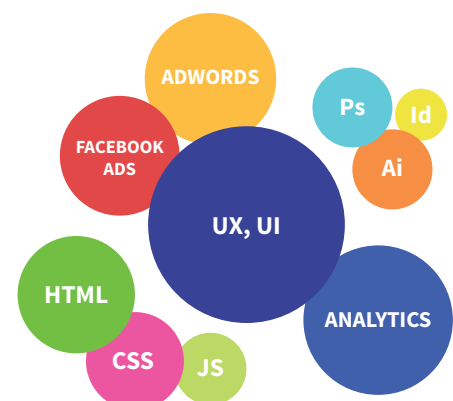 ADWORDS
Ps
Id
FACEBOOK
ADS
Ai
UX, UI
HTML
ANALYTICS
CSS
JS